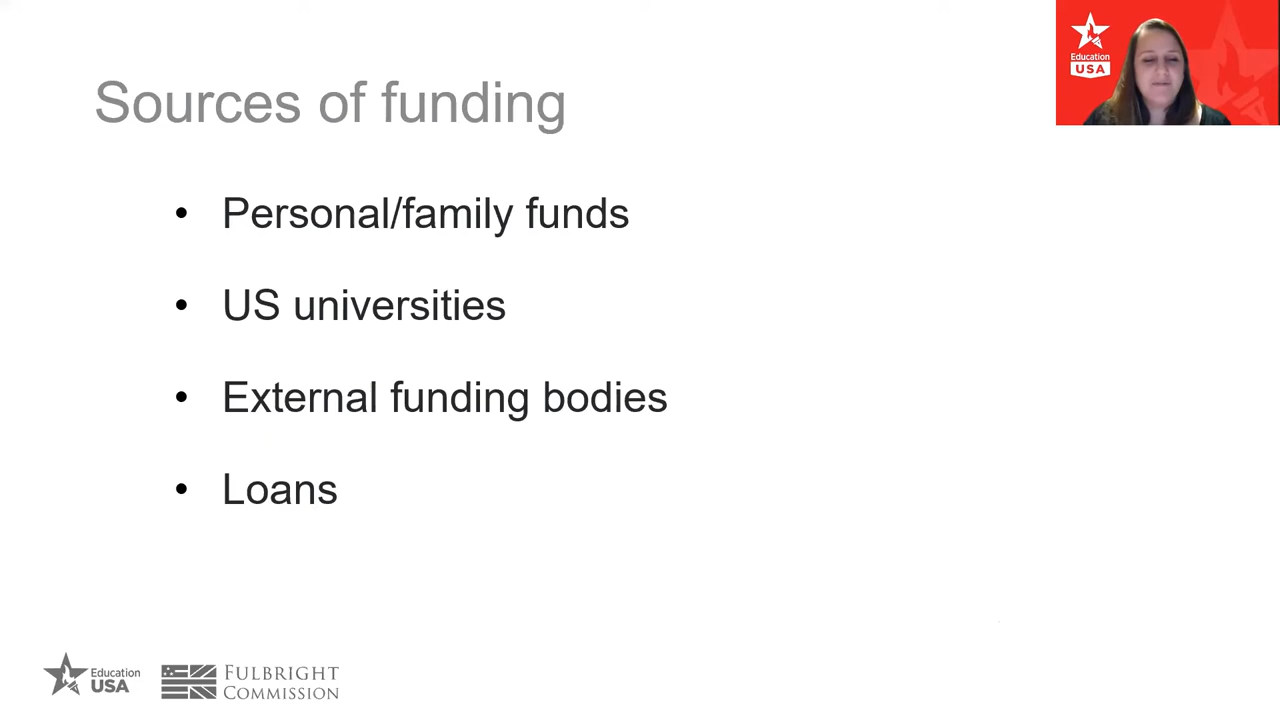 Education
USA
Sources of funding
• Personal/family funds
• US universities
• External funding bodies
• Loans
Education
USA
FULBRIGHT
COMMISSION